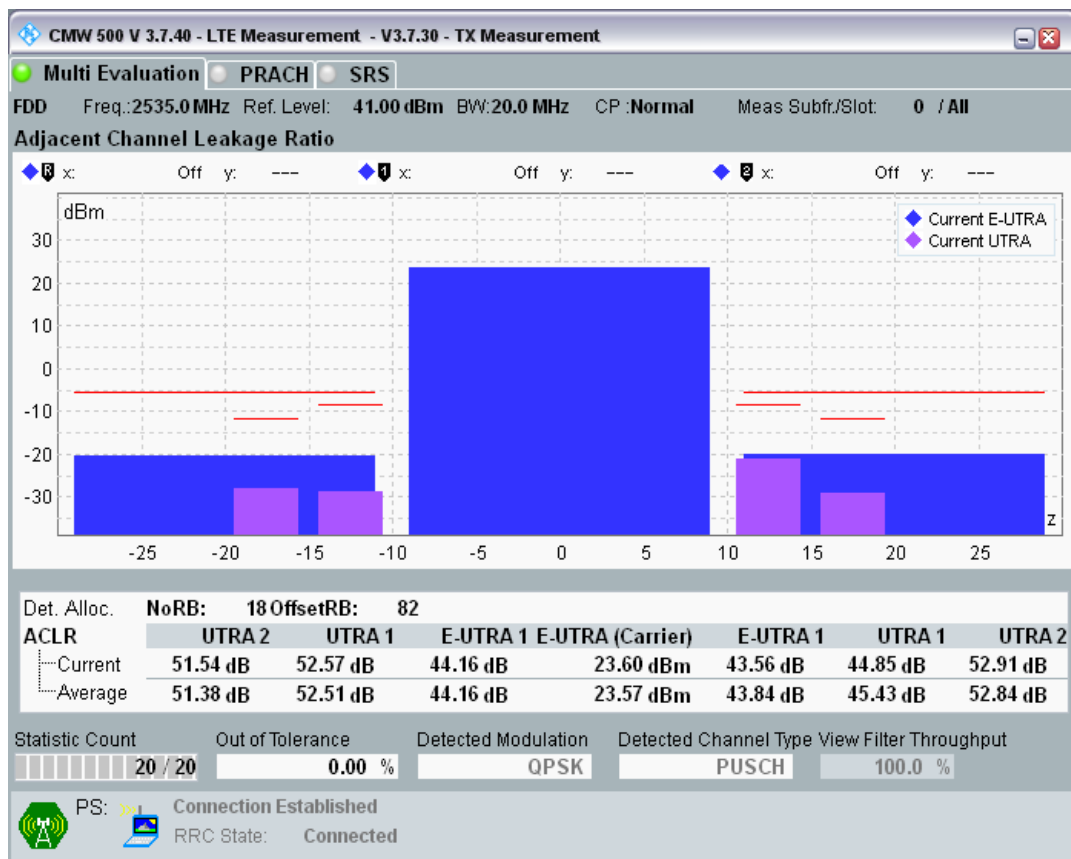 CMW 500 V 3.7.40 - LTE Measurement - V3.7.30 - TX Measurement
Multi Evaluation PRACH SRS
FDD Freq.:2535.0 MHz Ref. Level: 41.00 dBm BW:20.0 MHz CP :Normal Meas Subfr./Slot: 0 / All
Adjacent Channel Leakage Ratio
R x: Off y: --- 1 x: Off y: --- 2 x: Off y: ---
dBm
Current E-UTRA
Current UTRA
30
20
10
0
-10
-20
-30
z
-25 -20 -15 -10 -5 0 5 10 15 20 25
Det. Alloc. NoRB: 18 OffsetRB: 82
ACLR UTRA 2 UTRA 1 E-UTRA 1 E-UTRA (Carrier) E-UTRA 1 UTRA 1 UTRA 2
Current 51.54 dB 52.57 dB 44.16 dB 23.60 dBm 43.56 dB 44.85 dB 52.91 dB
Average 51.38 dB 52.51 dB 44.16 dB 23.57 dBm 43.84 dB 45.43 dB 52.84 dB
Statistic Count Out of Tolerance Detected Modulation Detected Channel Type View Filter Throughput
20 / 20 0.00 % QPSK PUSCH 100.0 %
PS: Connection Established
RRC State: Connected